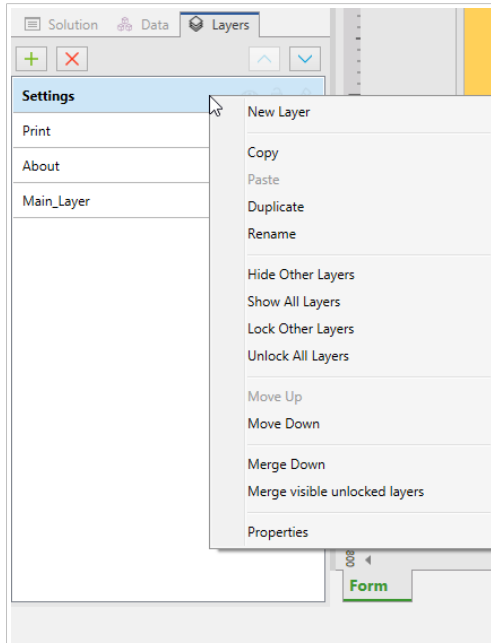 Solution Data Layers
Settings
Print
About
Main_Layer
New Layer
Copy
Paste
Duplicate
Rename
Hide Other Layers
Show All Layers
Lock Other Layers
Unlock All Layers
Move Up
Move Down
Merge Down
Merge visible unlocked layers
Properties
800
Form